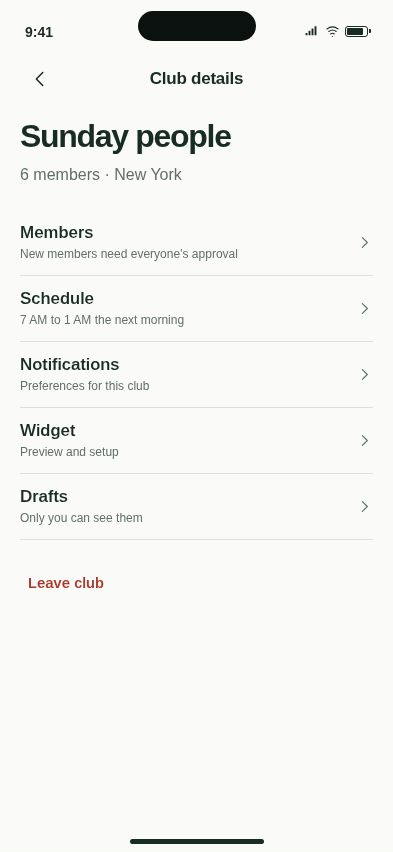 9:41
Club details
Sunday people
6 members · New York
Members
New members need everyone's approval
Schedule
7 AM to 1 AM the next morning
Notifications
Preferences for this club
Widget
Preview and setup
Drafts
Only you can see them
Leave club